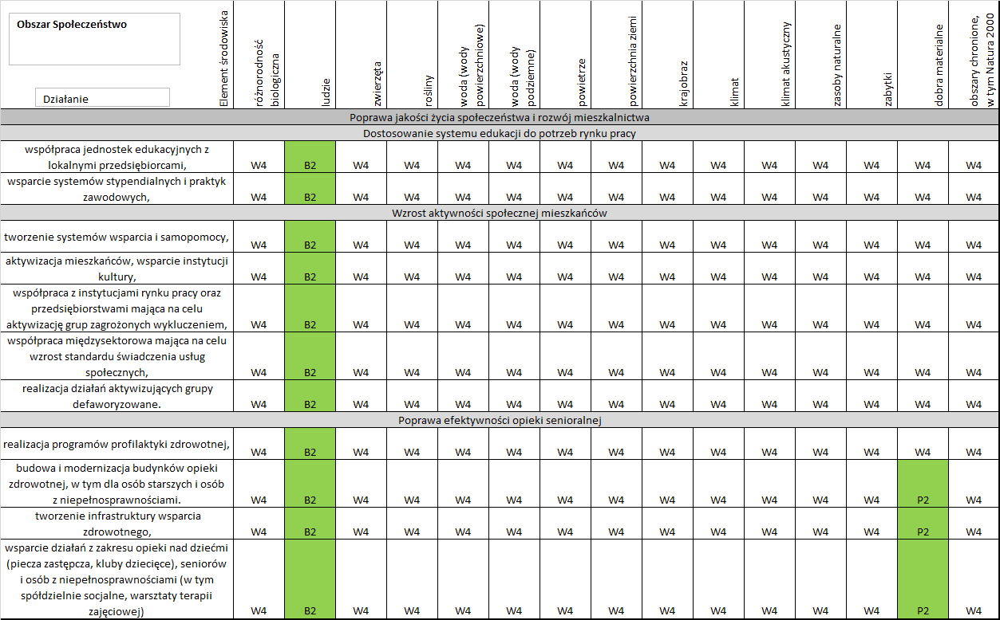 Obszar Społeczeństwo
Działanie
Element środowiska
różnorodność
biologiczna
ludzie
zwierzęta
rośliny
woda (wody
powierzchniowe)
woda (wody
podziemne)
powietrze
powierzchnia ziemi
krajobraz
klimat
klimat akustyczny
zasoby naturalne
zabytki
dobra materialne
obszary chronione,
w tym Natura 2000
Poprawa jakości życia społeczeństwa i rozwój mieszkalnictwa
Dostosowanie systemu edukacji do potrzeb rynku pracy
współpraca jednostek edukacyjnych z
lokalnymi przedsiębiorcami,
W4 B2 W4 W4 W4 W4 W4 W4 W4 W4 W4 W4 W4 W4 W4
wsparcie systemów stypendialnych i praktyk
zawodowych,
W4 B2 W4 W4 W4 W4 W4 W4 W4 W4 W4 W4 W4 W4 W4
Wzrost aktywności społecznej mieszkańców
tworzenie systemów wsparcia i samopomocy,
W4 B2 W4 W4 W4 W4 W4 W4 W4 W4 W4 W4 W4 W4 W4
aktywizacja mieszkańców, wsparcie instytucji
kultury,
W4 B2 W4 W4 W4 W4 W4 W4 W4 W4 W4 W4 W4 W4 W4
współpraca z instytucjami rynku pracy oraz
przedsiębiorstwami mająca na celu
aktywizację grup zagrożonych wykluczeniem,
W4 B2 W4 W4 W4 W4 W4 W4 W4 W4 W4 W4 W4 W4 W4
współpraca międzysektorowa mająca na celu
wzrost standardu świadczenia usług
społecznych,
W4 B2 W4 W4 W4 W4 W4 W4 W4 W4 W4 W4 W4 W4 W4
realizacja działań aktywizujących grupy
defaworyzowane.
W4 B2 W4 W4 W4 W4 W4 W4 W4 W4 W4 W4 W4 W4 W4
Poprawa efektywności opieki senioralnej
realizacja programów profilaktyki zdrowotnej,
W4 B2 W4 W4 W4 W4 W4 W4 W4 W4 W4 W4 W4 W4 W4
budowa i modernizacja budynków opieki
zdrowotnej, w tym dla osób starszych i osób
z niepełnosprawnościami.
W4 B2 W4 W4 W4 W4 W4 W4 W4 W4 W4 W4 W4 P2 W4
tworzenie infrastruktury wsparcia
zdrowotnego,
W4 B2 W4 W4 W4 W4 W4 W4 W4 W4 W4 W4 W4 P2 W4
wsparcie działań z zakresu opieki nad dziećmi
(piecza zastępcza, kluby dziecięce), seniorów
i osób z niepełnosprawnościami (w tym
spółdzielnie socjalne, warsztaty terapii
zajęciowej)
W4 B2 W4 W4 W4 W4 W4 W4 W4 W4 W4 W4 W4 P2 W4